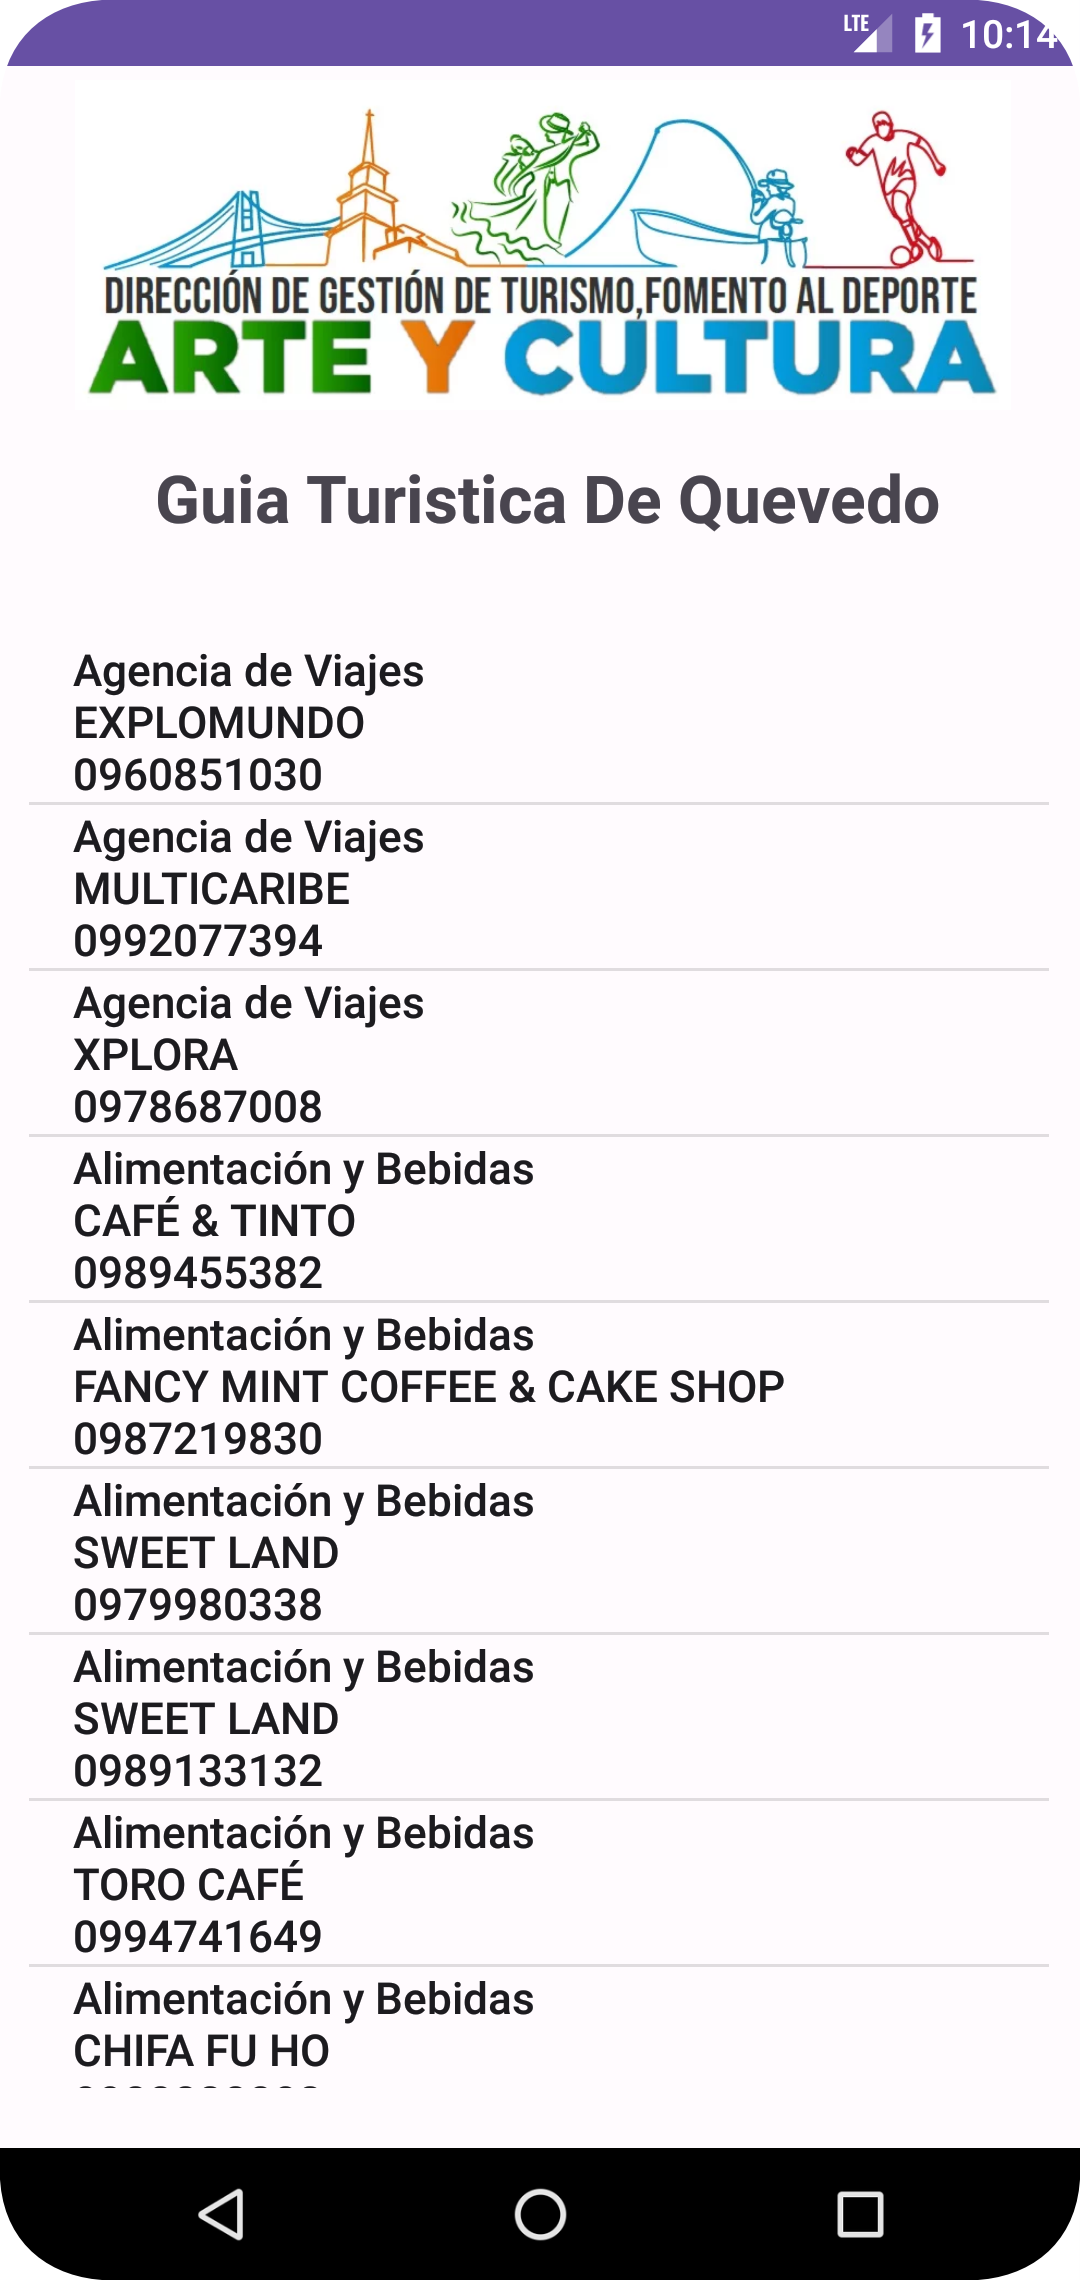 LTE 10:14
DIRECCIÓN DE GESTIÓN DE TURISMO,FOMENTO AL DEPORTE
ARTE Y CULTURA
Guia Turistica De Quevedo
Agencia de Viajes
EXPLOMUNDO
0960851030
Agencia de Viajes
MULTICARIBE
0992077394
Agencia de Viajes
XPLORA
0978687008
Alimentación y Bebidas
CAFÉ & TINTO
0989455382
Alimentación y Bebidas
FANCY MINT COFFEE & CAKE SHOP
0987219830
Alimentación y Bebidas
SWEET LAND
0979980338
Alimentación y Bebidas
SWEET LAND
0989133132
Alimentación y Bebidas
TORO CAFÉ
0994741649
Alimentación y Bebidas
CHIFA FU HO